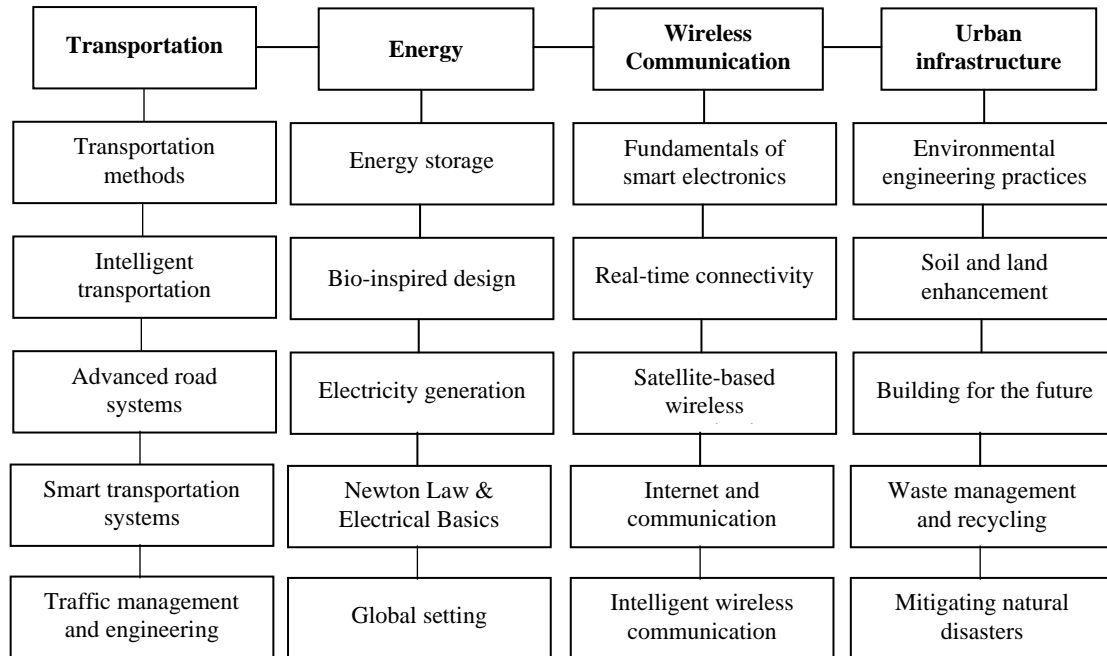 Transportation
Energy
Wireless
Communication
Urban
infrastructure
Transportation
methods
Energy storage
Fundamentals of
smart electronics
Environmental
engineering practices
Intelligent
transportation
Bio-inspired design
Real-time connectivity
Soil and land
enhancement
Advanced road
systems
Electricity generation
Satellite-based
wireless
Building for the future
Smart transportation
systems
Newton Law &
Electrical Basics
Internet and
communication
Waste management
and recycling
Traffic management
and engineering
Global setting
Intelligent wireless
communication
Mitigating natural
disasters